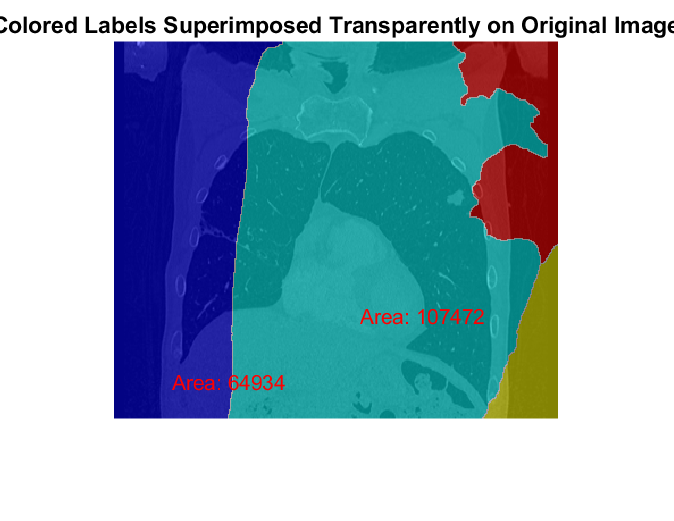 Colored Labels Superimposed Transparently on Original Image
Area: 107472
Area: 64934